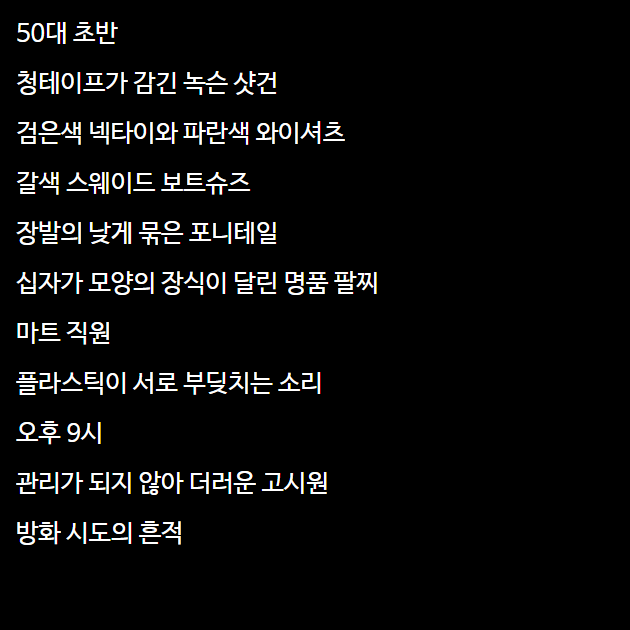 50대 초반
청테이프가 감긴 녹슨 샷건
검은색 넥타이와 파란색 와이셔츠
갈색 스웨이드 보트슈즈
장발의 낮게 묶은 포니테일
십자가 모양의 장식이 달린 명품 팔찌
마트 직원
플라스틱이 서로 부딪치는 소리
오후 9시
관리가 되지 않아 더러운 고시원
방화 시도의 흔적